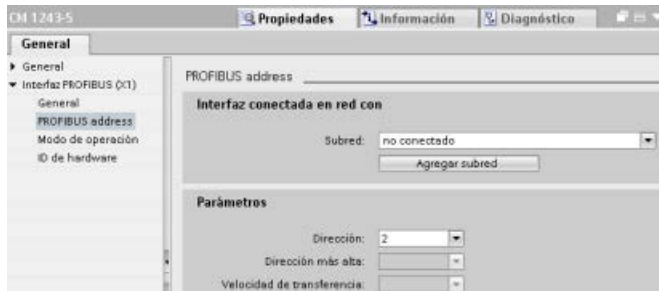 CM 1243-5
Propiedades
Información
Diagnóstico
General
General
Interfaz PROFIBUS (X1)
General
PROFIBUS address
Modo de operación
ID de hardware
PROFIBUS address
Interfaz conectada en red con
Subred: no conectado
Agregar subred
Parámetros
Dirección: 2
Dirección más alta:
Velocidad de transferencia: